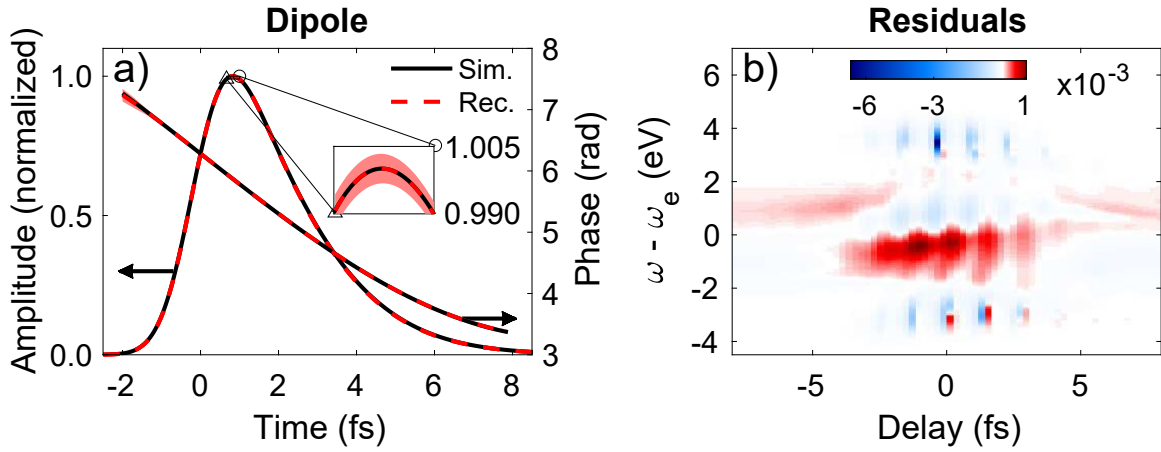 Dipole
a)
Amplitude (normalized)
1.0
0.5
0.0
-2
0
2
4
6
8
Time (fs)
Sim.
Rec.
1.005
0.990
8
7
6
5
4
3
Phase (rad)
Residuals
b)
-6
-3
1
x10-3
ω - ωe (eV)
6
4
2
0
-2
-4
-5
0
5
Delay (fs)